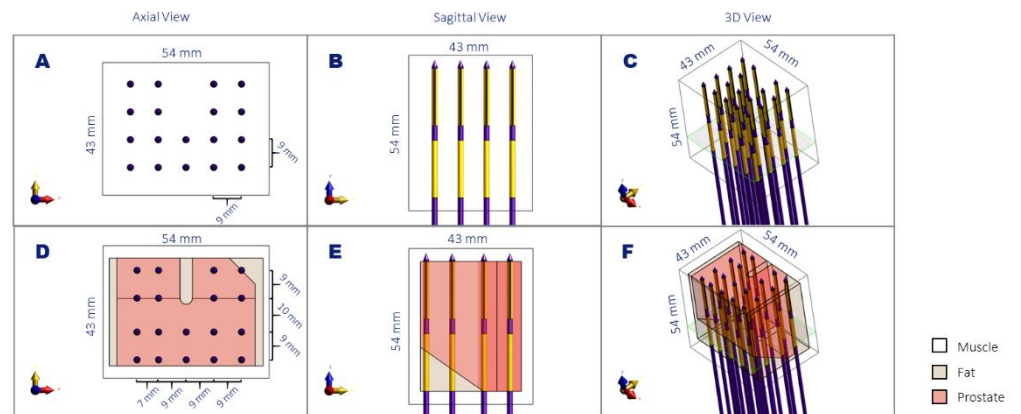 Axial View
Sagittal View
3D View
A
54 mm
43 mm
9 mm
9 mm
B
43 mm
54 mm
C
43 mm
54 mm
54 mm
D
54 mm
43 mm
9 mm
10 mm
9 mm
7 mm
9 mm
9 mm
9 mm
E
43 mm
54 mm
F
43 mm
54 mm
54 mm
Muscle
Fat
Prostate